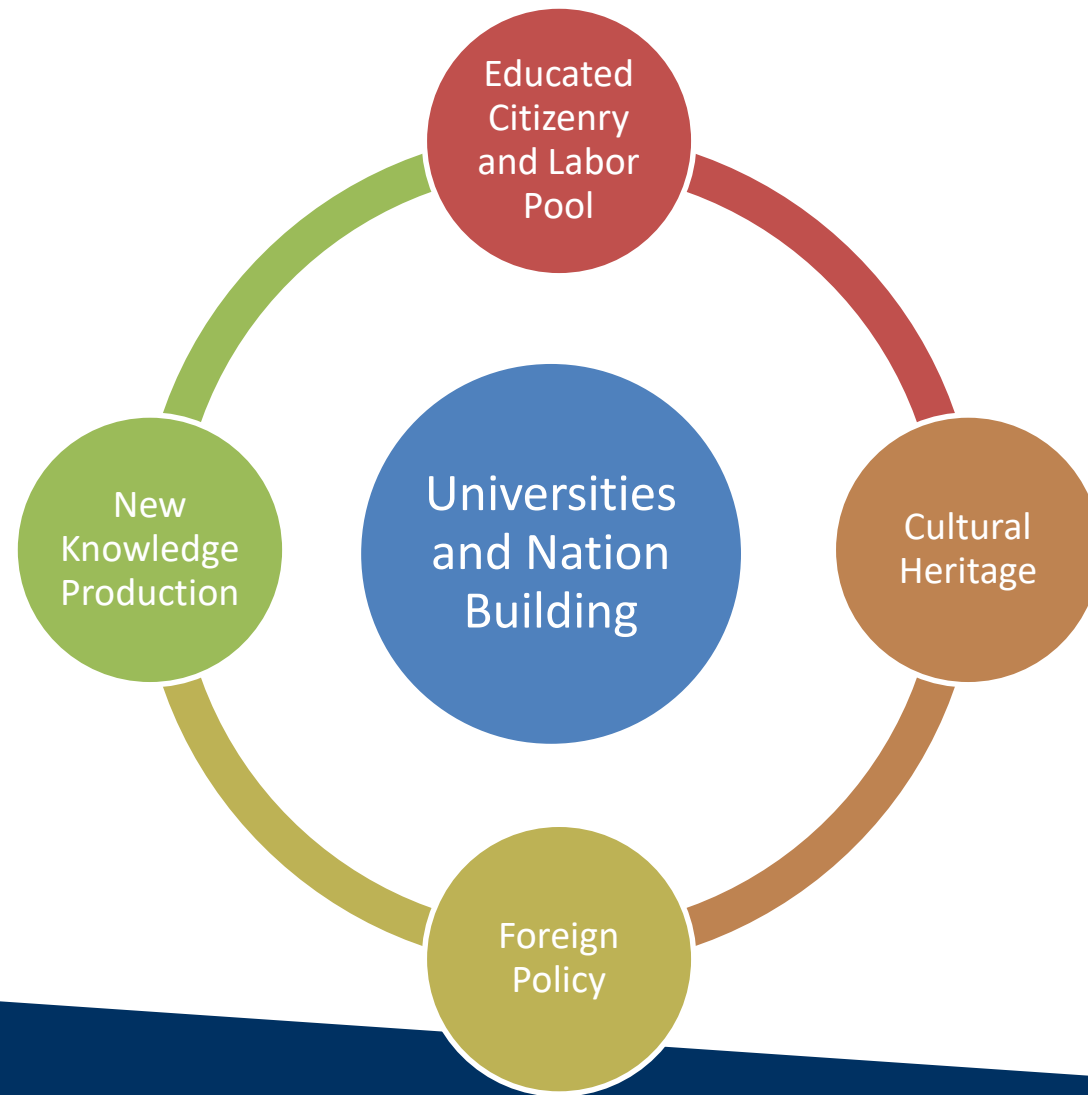 Educated
Citizenry
and Labor
Pool
New
Knowledge
Production
Universities
and Nation
Building
Cultural
Heritage
Foreign
Policy